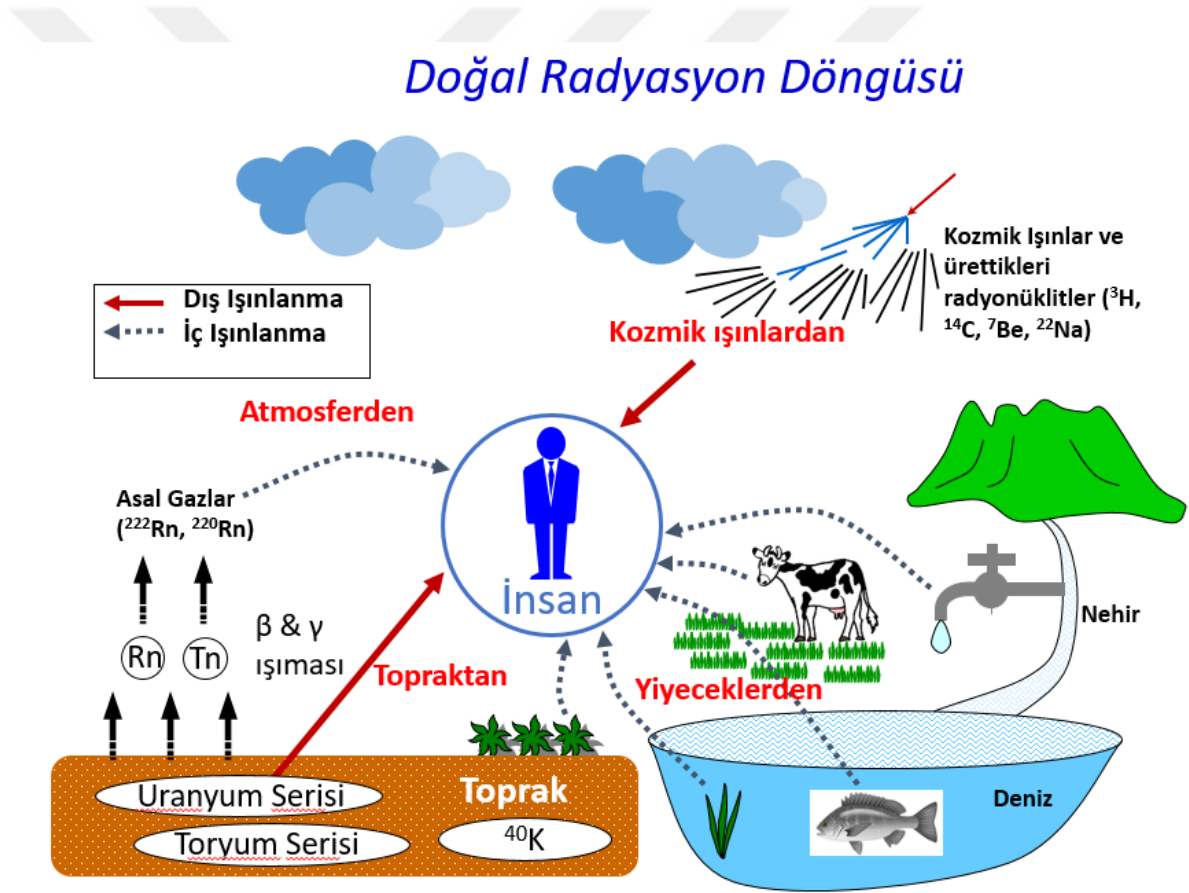 Doğal Radyasyon Döngüsü
Kozmik Işınlar ve
ürettikleri
radyonüklitler (³H,
¹⁴C, ⁷Be, ²²Na)
Dış Işınlanma
İç Işınlanma
Kozmik ışınlardan
Atmosferden
Asal Gazlar
(²²²Rn, ²²⁰Rn)
İnsan
Nehir
β & γ
ışıması
Rn
Tn
Topraktan
Yiyeceklerden
Uranyum Serisi
Toprak
Toryum Serisi
⁴⁰K
Deniz